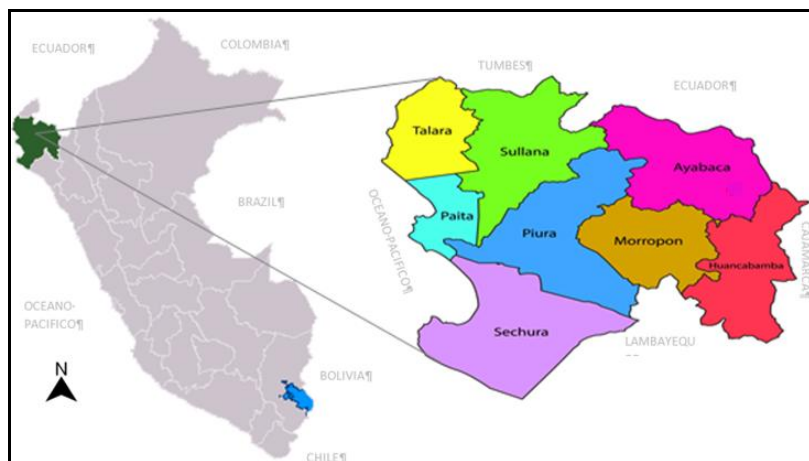 ECUADOR¶
COLOMBIA¶
BRAZIL¶
OCEANO-
PACIFICO¶
BOLIVIA¶
CHILE¶
N
TUMBES¶
ECUADOR¶
Talara
Sullana
Ayabaca
OCEANO-PACIFICO¶
Paita
Piura
Morropon
Huancabamba
CAJAMARCA¶
Sechura
LAMBAYEQU